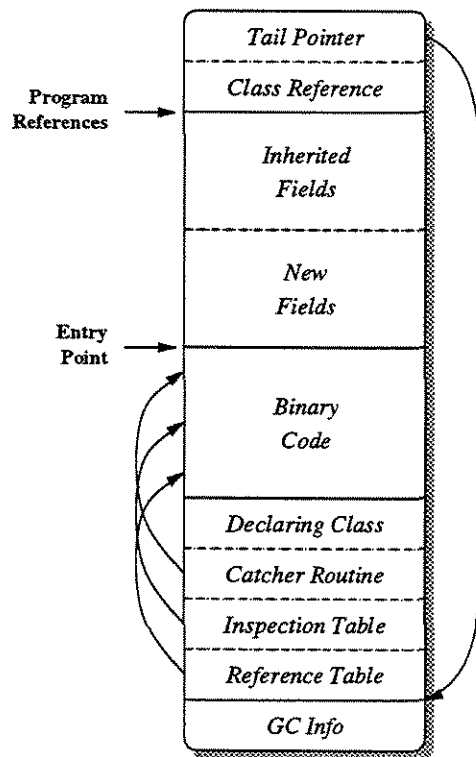 Tail Pointer
Class Reference
Program
References
Inherited
Fields
New
Fields
Entry
Point
Binary
Code
Declaring Class
Catcher Routine
Inspection Table
Reference Table
GC Info